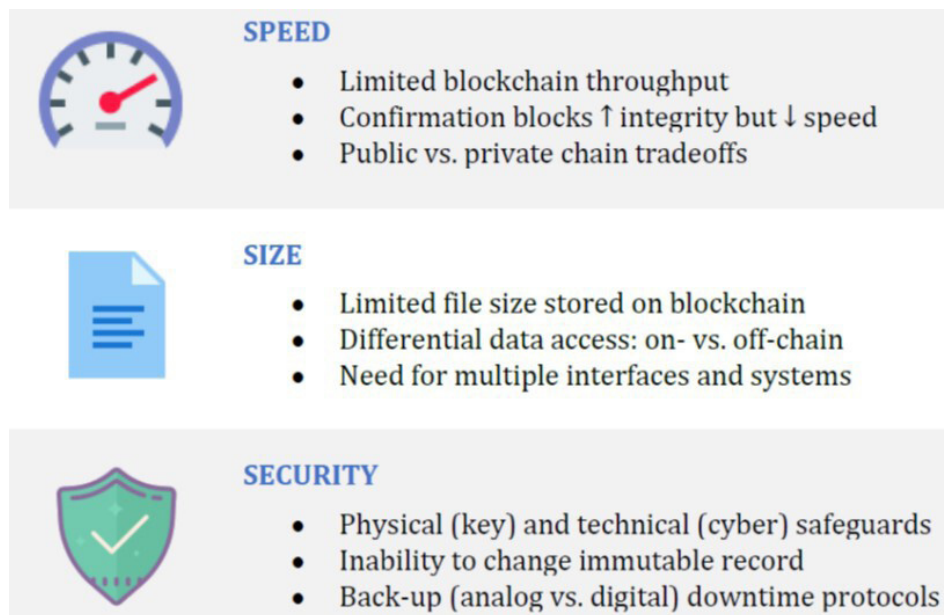 SPEED
• Limited blockchain throughput
• Confirmation blocks ↑ integrity but ↓ speed
• Public vs. private chain tradeoffs
SIZE
• Limited file size stored on blockchain
• Differential data access: on- vs. off-chain
• Need for multiple interfaces and systems
SECURITY
• Physical (key) and technical (cyber) safeguards
• Inability to change immutable record
• Back-up (analog vs. digital) downtime protocols